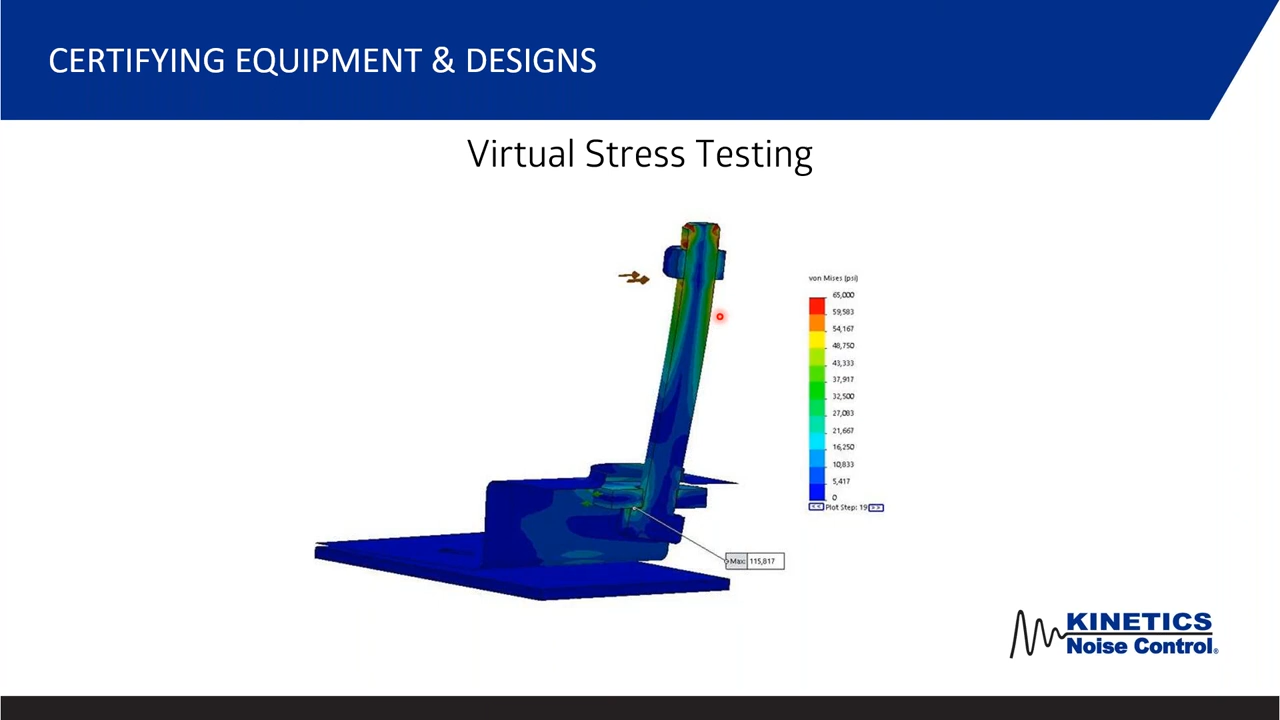 CERTIFYING EQUIPMENT & DESIGNS
Virtual Stress Testing
von Mises (psi)
65,000
59,583
54,167
48,750
43,333
37,917
32,500
27,083
21,667
16,250
10,833
5,417
0
<< Plot Step: 19 >>
Max: 115,817
KINETICS
Noise Control®